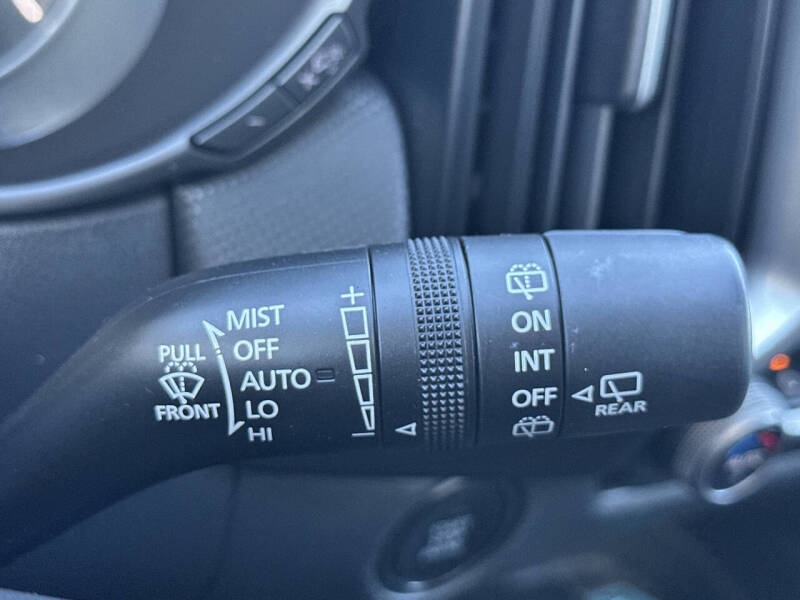 PULL
FRONT
MIST
OFF
AUTO
LO
HI
+
-
ON
INT
OFF
REAR